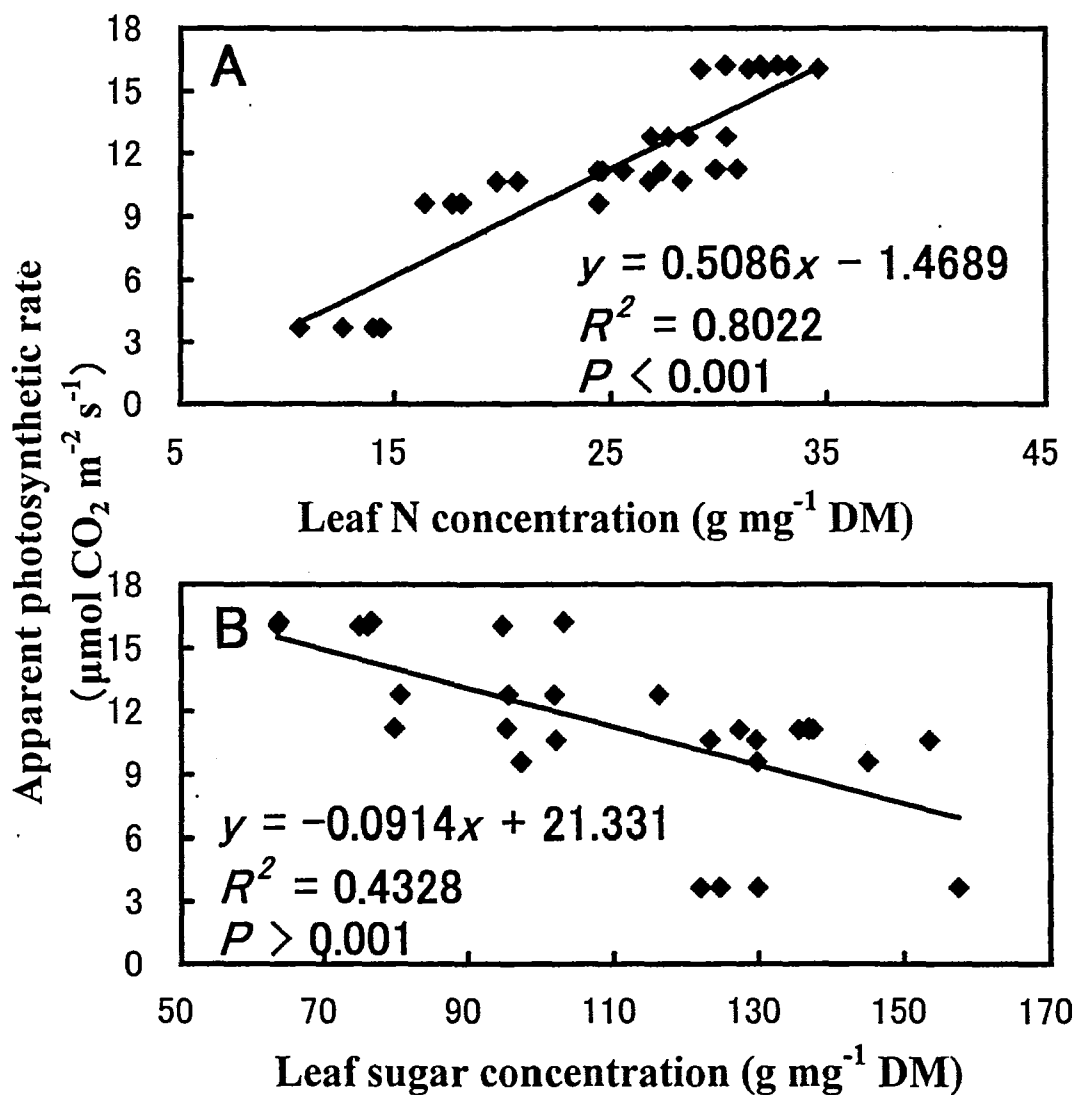 Apparent photosynthetic rate
(μmol CO₂ m⁻² s⁻¹)
A
18
15
12
9
6
3
0
y = 0.5086x − 1.4689
R² = 0.8022
P < 0.001
5 15 25 35 45
Leaf N concentration (g mg⁻¹ DM)
B
18
15
12
9
6
3
0
y = −0.0914x + 21.331
R² = 0.4328
P > 0.001
50 70 90 110 130 150 170
Leaf sugar concentration (g mg⁻¹ DM)